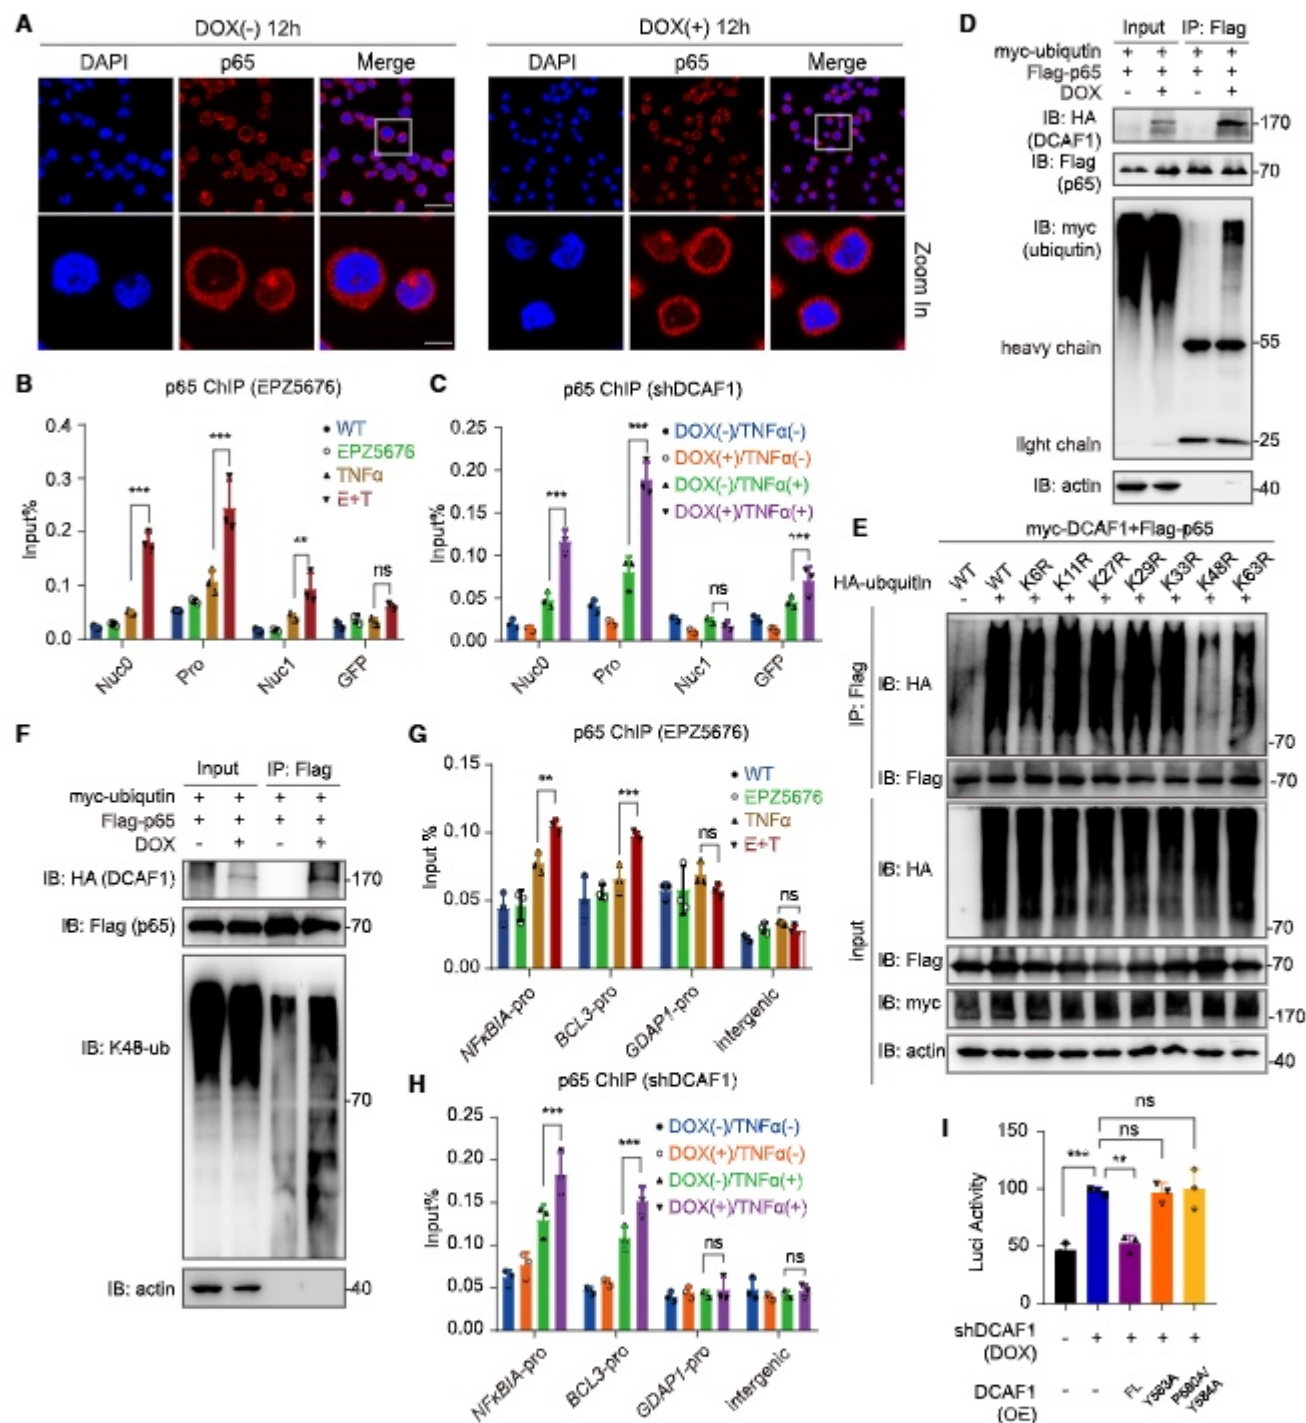 A
DOX(-) 12h
DOX(+) 12h
DAPI p65 Merge
DAPI p65 Merge
Zoom In
B
p65 ChIP (EPZ5676)
Input%
0.4
0.3
0.2
0.1
0.0
WT
EPZ5676
TNFα
E+T
*** *** ** ns
Nuc0 Pro Nuc1 GFP
C
p65 ChIP (shDCAF1)
Input%
0.25
0.20
0.15
0.10
0.05
0.00
DOX(-)/TNFα(-)
DOX(+)/TNFα(-)
DOX(-)/TNFα(+)
DOX(+)/TNFα(+)
*** *** ns ***
Nuc0 Pro Nuc1 GFP
D
Input IP: Flag
myc-ubiqutin + + + +
Flag-p65 + + + +
DOX - + - +
IB: HA
(DCAF1)
-170
IB: Flag
(p65)
-70
IB: myc
(ubiqutin)
heavy chain
-55
light chain
-25
IB: actin
-40
E
myc-DCAF1+Flag-p65
WT WT K6R K11R K27R K29R K33R K48R K63R
HA-ubqutin - + + + + + + + +
IP: Flag
IB: HA
-70
IB: Flag
-70
input
IB: HA
-70
IB: Flag
-70
IB: myc
-170
IB: actin
-40
F
Input IP: Flag
myc-ubiqutin + + + +
Flag-p65 + + + +
DOX - + - +
IB: HA (DCAF1)
-170
IB: Flag (p65)
-70
IB: K48-ub
-70
IB: actin
-40
G
p65 ChIP (EPZ5676)
Input %
0.15
0.10
0.05
0.00
WT
EPZ5676
TNFα
E+T
** *** ns ns
NFκBIA-pro BCL3-pro GDAP1-pro intergenic
H
p65 ChIP (shDCAF1)
Input%
0.25
0.20
0.15
0.10
0.05
0.00
DOX(-)/TNFα(-)
DOX(+)/TNFα(-)
DOX(-)/TNFα(+)
DOX(+)/TNFα(+)
*** *** ns ns
NFκBIA-pro BCL3-pro GDAP1-pro intergenic
I
Luci Activity
150
100
50
0
ns
ns
*** **
shDCAF1
(DOX)
- + + + +
DCAF1
(OE)
- - FL Y583A P580A/
Y584A